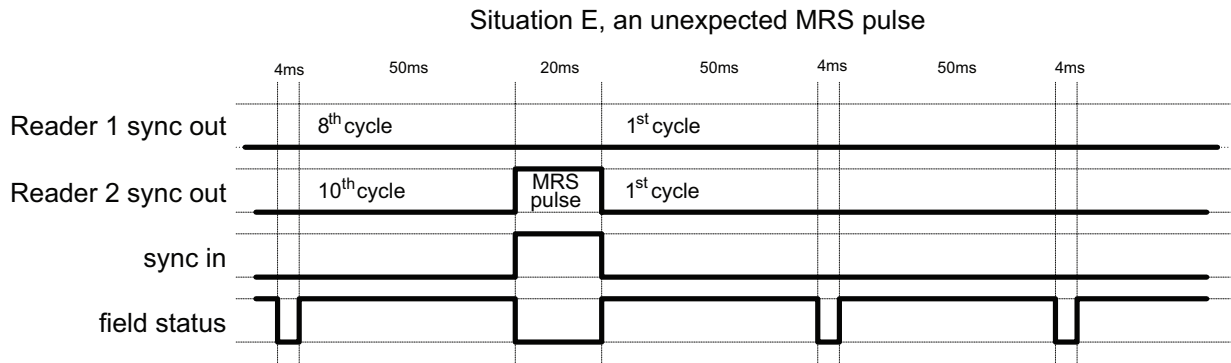 Situation E, an unexpected MRS pulse
4ms 50ms 20ms 50ms 4ms 50ms 4ms
Reader 1 sync out 8th cycle 1st cycle
Reader 2 sync out 10th cycle MRS pulse 1st cycle
sync in
field status